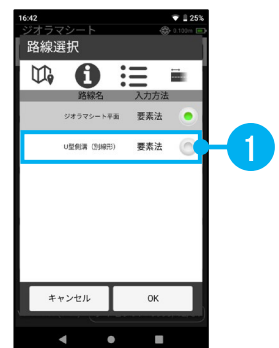 16:42 25%
ジオラマシート 3.100m
路線選択
路線名 入力方法
ジオラマシート平面 要素法
U型側溝（別線形） 要素法
1
キャンセル OK